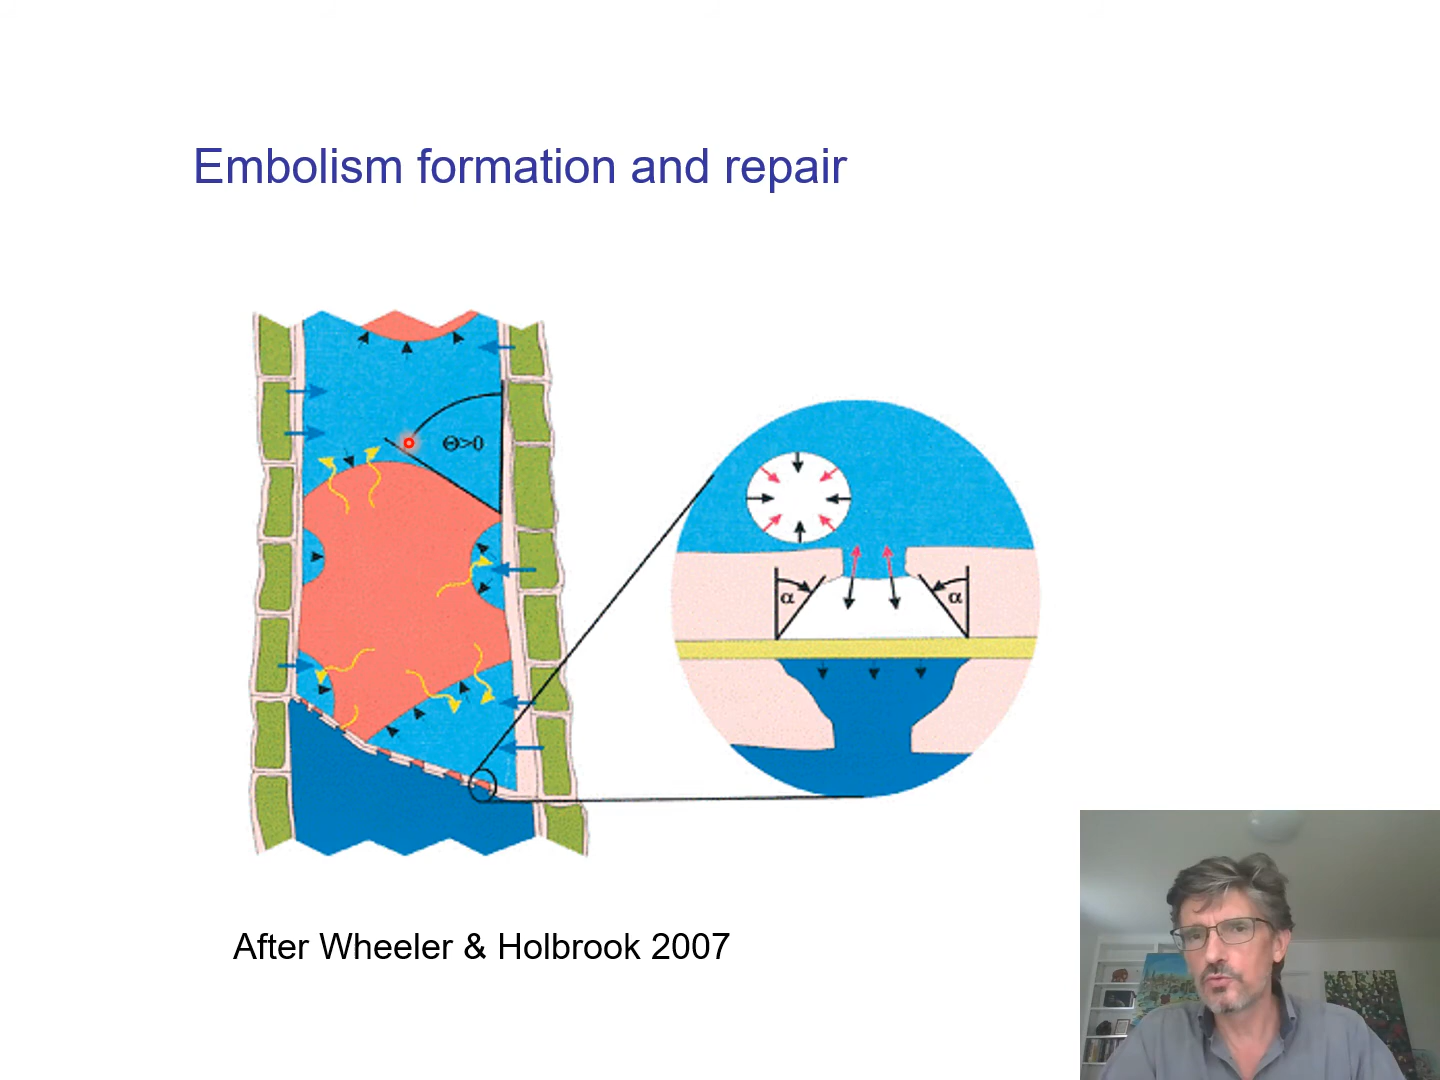 Embolism formation and repair
Θ>0
α
α
After Wheeler & Holbrook 2007